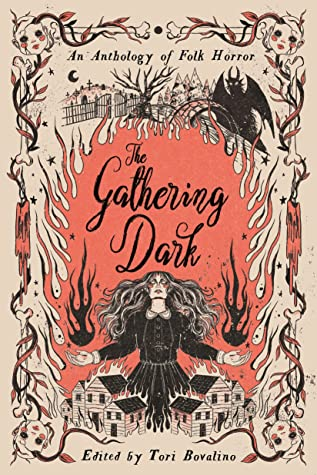 An Anthology of Folk Horror
The
Gathering
Dark
Edited by Tori Bovalino